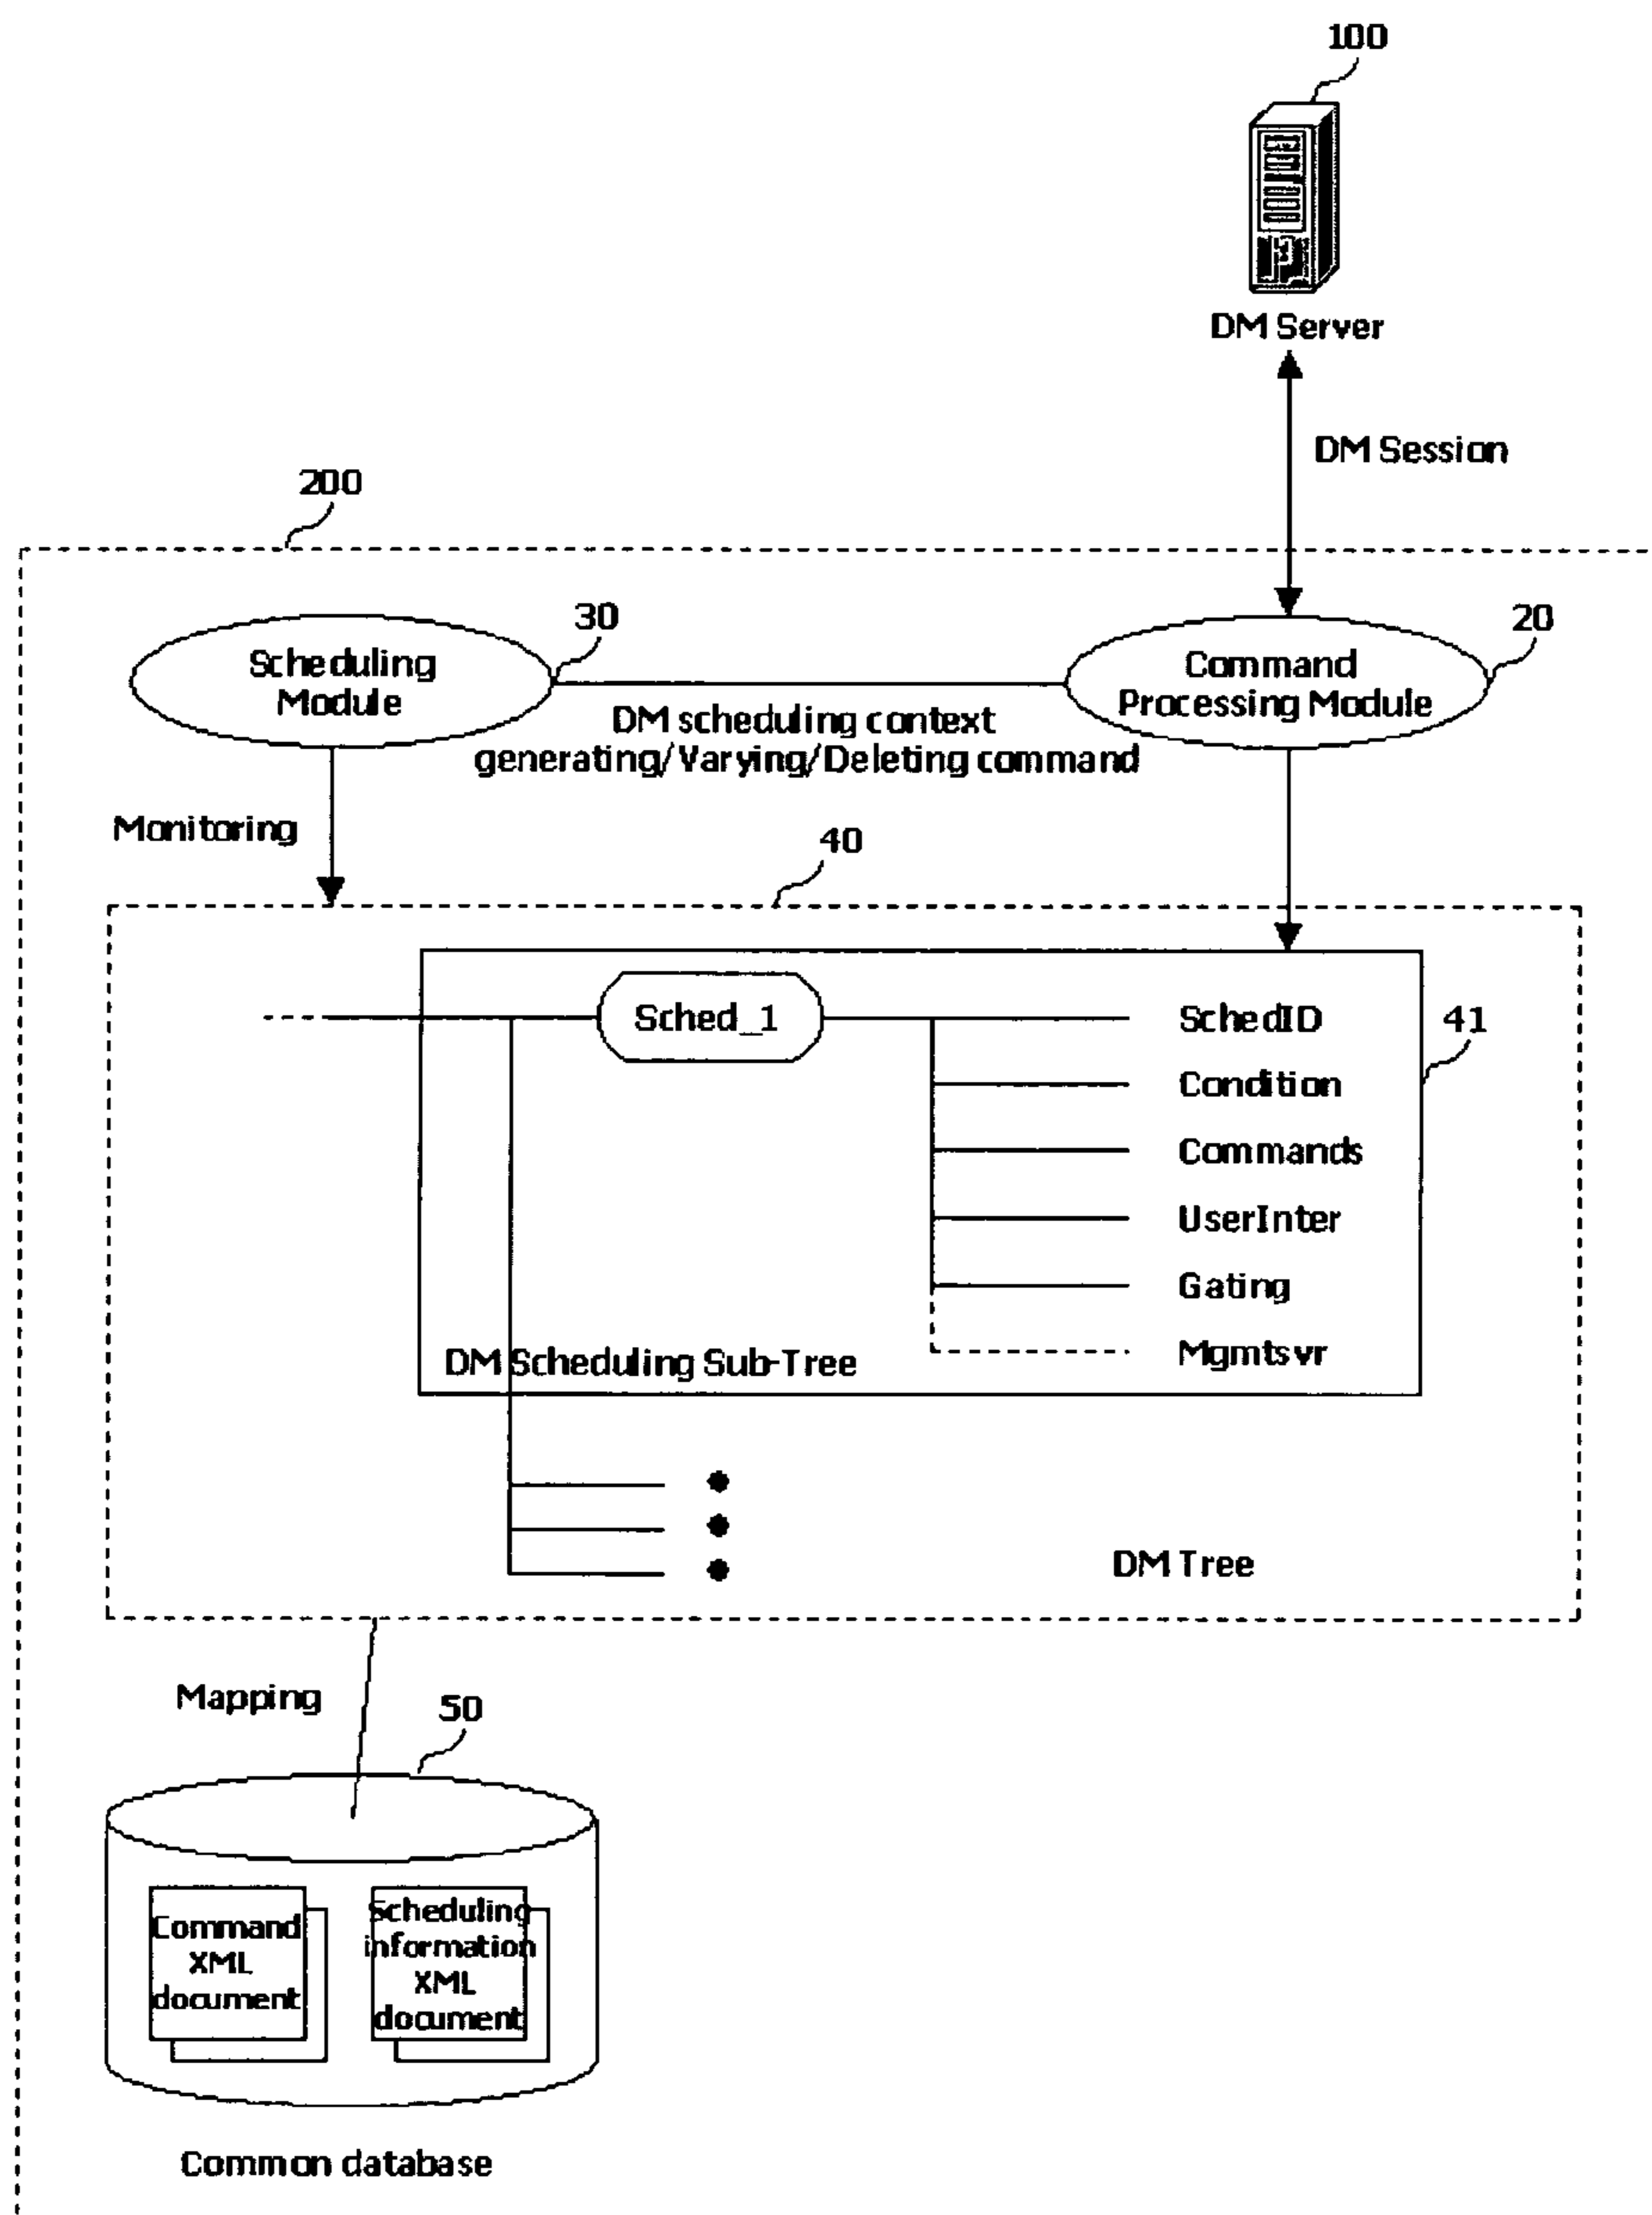 100
DM Server
DM Session
200
30
20
Scheduling
Module
Command
Processing Module
DM scheduling context
generating/Varying/Deleting command
Monitoring
40
Sched_1
SchedID
41
Condition
Commands
UserInter
Gating
Mgmtsvr
DM Scheduling Sub-Tree
DM Tree
Mapping
50
Command
XML
document
Scheduling
information
XML
document
Common database